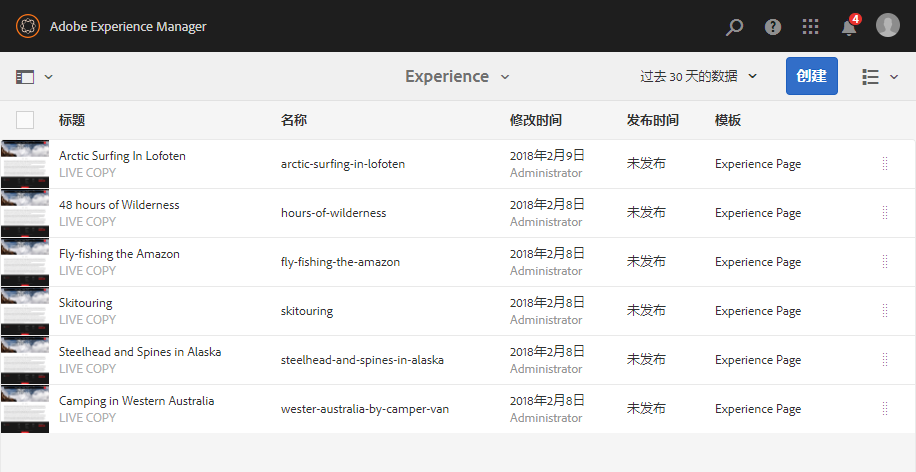 Adobe Experience Manager
4
Experience
过去 30 天的数据
创建
标题 名称 修改时间 发布时间 模板
Arctic Surfing In Lofoten
LIVE COPY
arctic-surfing-in-lofoten
2018年2月9日
Administrator
未发布
Experience Page
48 hours of Wilderness
LIVE COPY
hours-of-wilderness
2018年2月8日
Administrator
未发布
Experience Page
Fly-fishing the Amazon
LIVE COPY
fly-fishing-the-amazon
2018年2月8日
Administrator
未发布
Experience Page
Skitouring
LIVE COPY
skitouring
2018年2月8日
Administrator
未发布
Experience Page
Steelhead and Spines in Alaska
LIVE COPY
steelhead-and-spines-in-alaska
2018年2月8日
Administrator
未发布
Experience Page
Camping in Western Australia
LIVE COPY
wester-australia-by-camper-van
2018年2月8日
Administrator
未发布
Experience Page